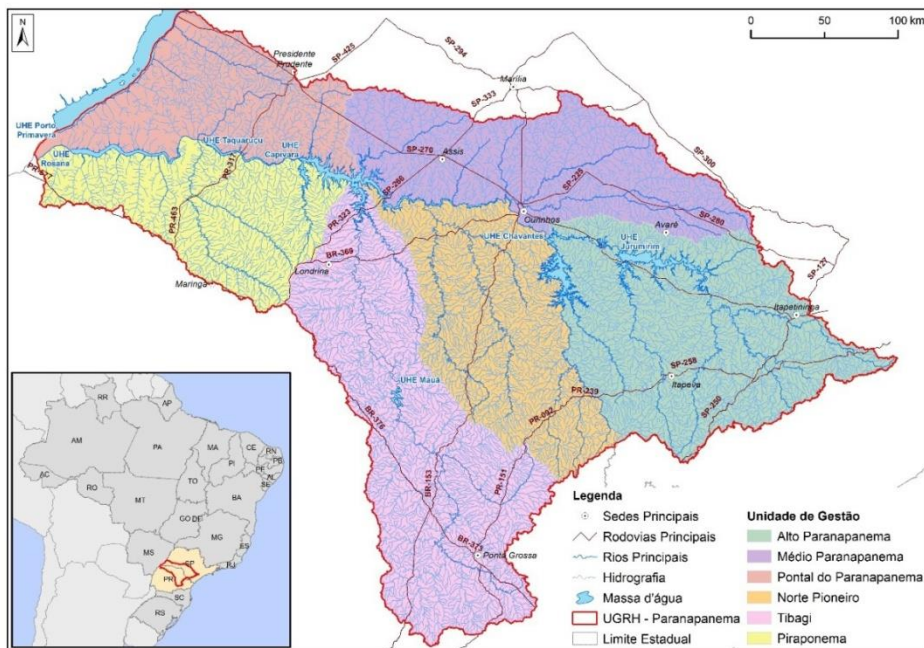 N
0
50
100 km
SP-425
SP-294
Presidente
Prudente
Marília
SP-333
UHE Porto
Primavera
UHE Taquaruçu
UHE
Capivara
SP-270
Assis
SP-300
UHE
Rosana
PR-317
SP-266
SP-225
PR-577
SP-280
PR-463
PR-323
Ourinhos
Avaré
UHE Chavantes
UHE
Jurumirim
BR-369
Londrina
SP-127
Maringa
Itapetininga
SP-258
PR-239
Itapeva
UHE Mauá
PR-092
SP-250
BR-376
BR-153
PR-151
BR-373
Ponta Grossa
RR
AP
AM
PA
MA
CE
RN
PB
PI
PE
AC
AL
SE
TO
RO
BA
MT
GO
DF
MG
ES
MS
SP
RJ
PR
SC
RS
Legenda
Sedes Principais
Rodovias Principais
Rios Principais
Hidrografia
Massa d'água
UGRH - Paranapanema
Limite Estadual
Unidade de Gestão
Alto Paranapanema
Médio Paranapanema
Pontal do Paranapanema
Norte Pioneiro
Tibagi
Piraponema